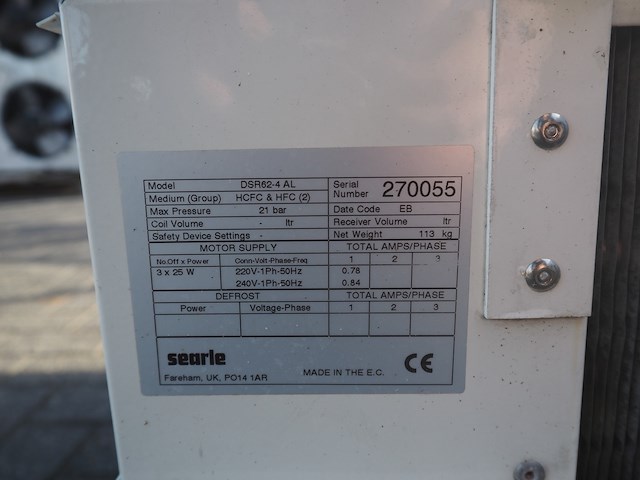 Model DSR62-4 AL Serial Number 270055
Medium (Group) HCFC & HFC (2)
Max Pressure 21 bar Date Code EB
Coil Volume - ltr Receiver Volume ltr
Safety Device Settings - Net Weight 113 kg
MOTOR SUPPLY TOTAL AMPS/PHASE
No.Off x Power Conn-Volt-Phase-Freq 1 2 3
3 x 25 W 220V-1Ph-50Hz 0.78
240V-1Ph-50Hz 0.84
DEFROST TOTAL AMPS/PHASE
Power Voltage-Phase 1 2 3
searle CE
Fareham, UK, PO14 1AR MADE IN THE E.C.